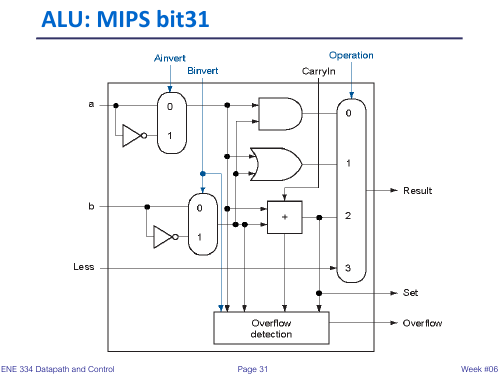 ALU: MIPS bit31
Operation
Ainvert
Binvert
CarryIn
a
0
0
1
1
Result
b
0
+
2
1
Less
3
Set
Overflow
detection
Overflow
ENE 334 Datapath and Control
Page 31
Week #06